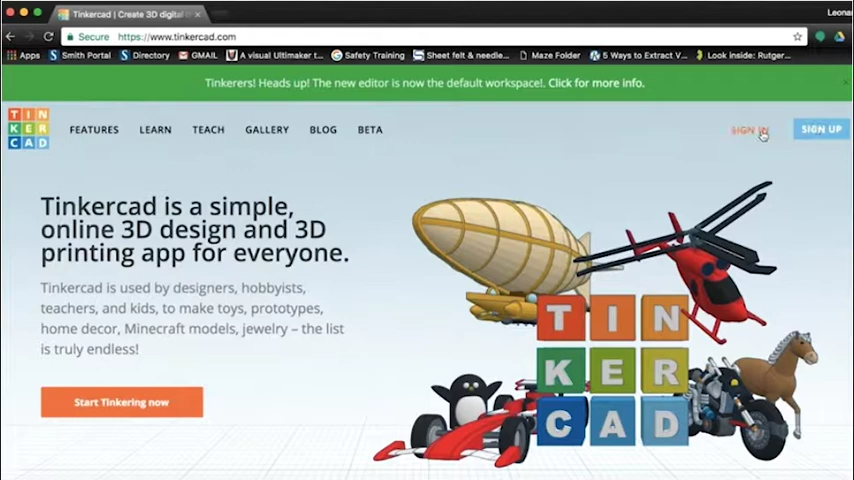 Tinkercad | Create 3D digital
Leona
Secure https://www.tinkercad.com
Apps Smith Portal Directory GMAIL A visual Ultimaker t... Safety Training Sheet felt & needle... Maze Folder 5 Ways to Extract V... Look inside: Rutger...
Tinkerers! Heads up! The new editor is now the default workspace!. Click for more info.
TIN
KER
CAD
FEATURES LEARN TEACH GALLERY BLOG BETA SIGN IN SIGN UP
Tinkercad is a simple,
online 3D design and 3D
printing app for everyone.
Tinkercad is used by designers, hobbyists,
teachers, and kids, to make toys, prototypes,
home decor, Minecraft models, jewelry – the list
is truly endless!
Start Tinkering now
TIN
KER
CAD